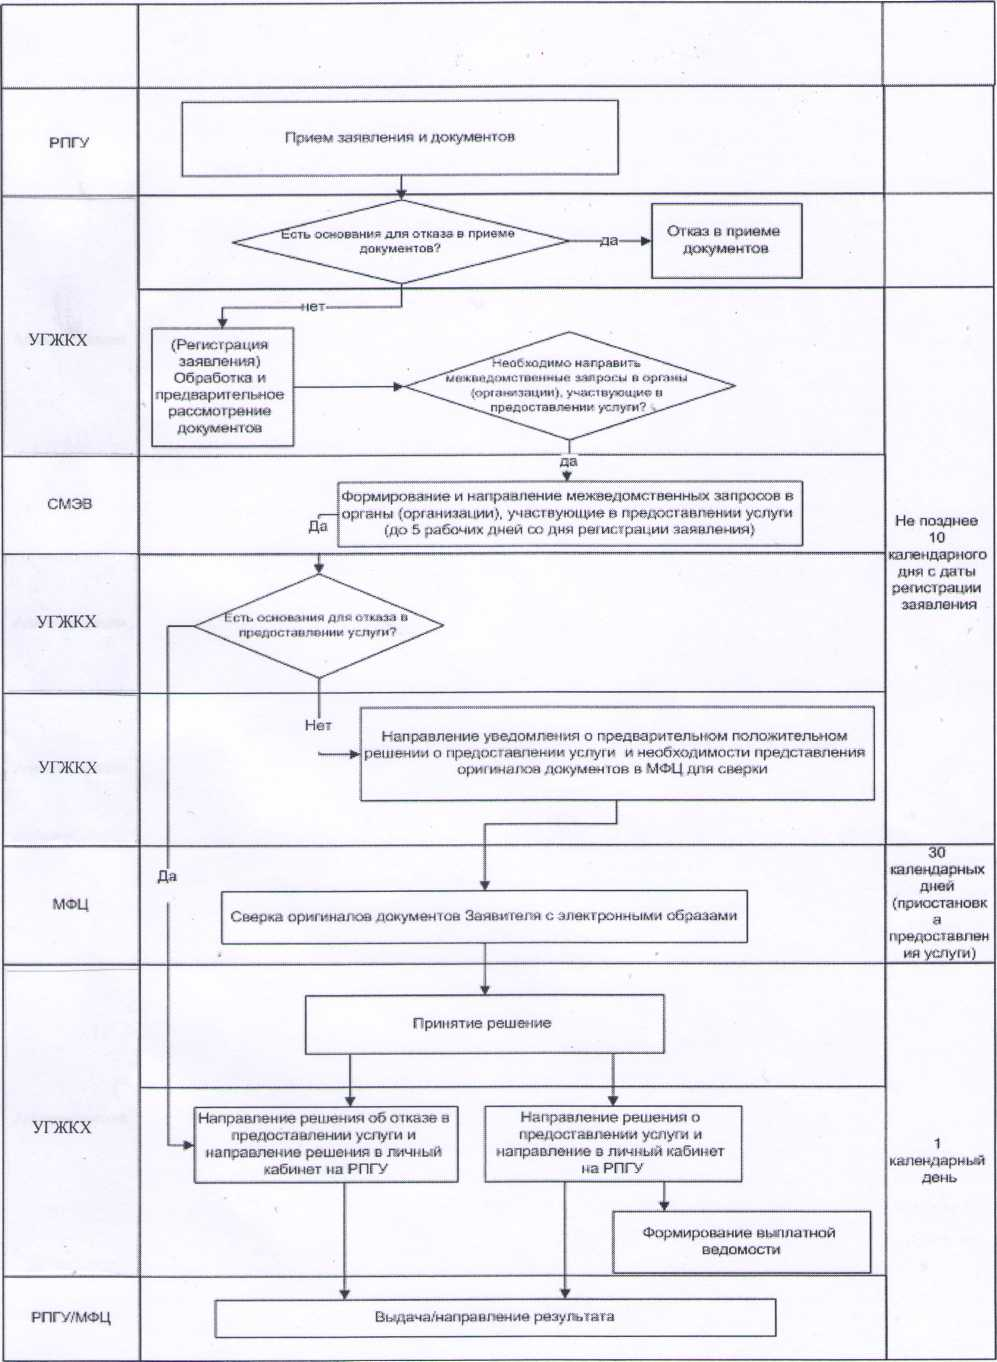 РПГУ
Прием заявления и документов
Есть основания для отказа в приеме
документов?
да
Отказ в приеме
документов
нет
УГЖКХ
(Регистрация
заявления)
Обработка и
предварительное
рассмотрение
документов
Необходимо направить
межведомственные запросы в органы
(организации), участвующие в
предоставлении услуги?
да
СМЭВ
Формирование и направление межведомственных запросов в
органы (организации), участвующие в предоставлении услуги
(до 5 рабочих дней со дня регистрации заявления)
Да
Не позднее
10
календарного
дня с даты
регистрации
заявления
УГЖКХ
Есть основания для отказа в
предоставлении услуги?
Нет
УГЖКХ
Направление уведомления о предварительном положительном
решении о предоставлении услуги и необходимости представления
оригиналов документов в МФЦ для сверки
Да
МФЦ
Сверка оригиналов документов Заявителя с электронными образами
30
календарных
дней
(приостановк
а
предоставлен
ия услуги)
Принятие решение
УГЖКХ
Направление решения об отказе в
предоставлении услуги и
направление решения в личный
кабинет на РПГУ
Направление решения о
предоставлении услуги и
направление в личный кабинет
на РПГУ
1
календарный
день
Формирование выплатной
ведомости
РПГУ/МФЦ
Выдача/направление результата